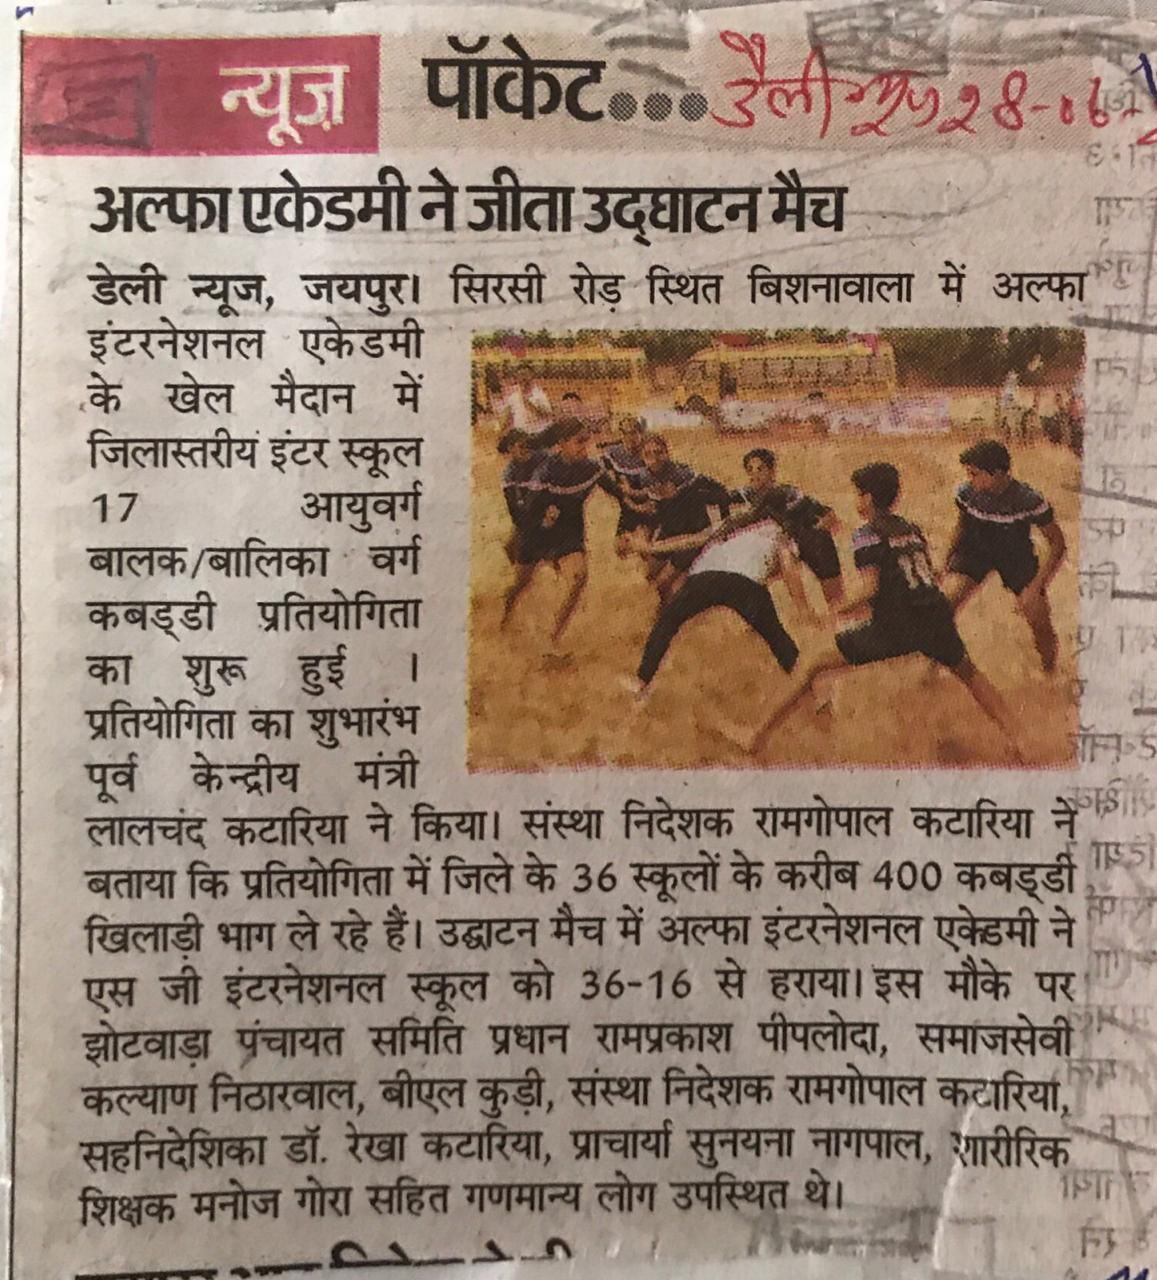 न्यूज़ पॉकेट...
डैली न्यूज 28-06
अल्फा एकेडमी ने जीता उद्घाटन मैच
डेली न्यूज, जयपुर। सिरसी रोड़ स्थित बिशनावाला में अल्फा
इंटरनेशनल एकेडमी
के खेल मैदान में
जिलास्तरीय इंटर स्कूल
17 आयुवर्ग
बालक/बालिका वर्ग
कबड्डी प्रतियोगिता
का शुरू हुई ।
प्रतियोगिता का शुभारंभ
पूर्व केन्द्रीय मंत्री
लालचंद कटारिया ने किया। संस्था निदेशक रामगोपाल कटारिया ने
बताया कि प्रतियोगिता में जिले के 36 स्कूलों के करीब 400 कबड्डी
खिलाड़ी भाग ले रहे हैं। उद्घाटन मैच में अल्फा इंटरनेशनल एकेडमी ने
एस जी इंटरनेशनल स्कूल को 36-16 से हराया। इस मौके पर
झोटवाड़ा पंचायत समिति प्रधान रामप्रकाश पीपलोदा, समाजसेवी
कल्याण निठारवाल, बीएल कुड़ी, संस्था निदेशक रामगोपाल कटारिया,
सहनिदेशिका डॉ. रेखा कटारिया, प्राचार्या सुनयना नागपाल, शारीरिक
शिक्षक मनोज गोरा सहित गणमान्य लोग उपस्थित थे।